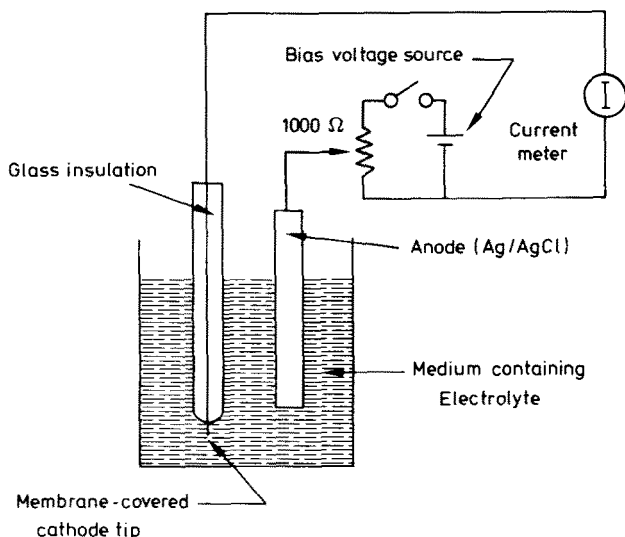 Bias voltage
source
1000 Ω
I
Current
meter
Glass insulation
Anode (Ag/AgCl)
Medium containing
Electrolyte
Membrane-covered
cathode tip